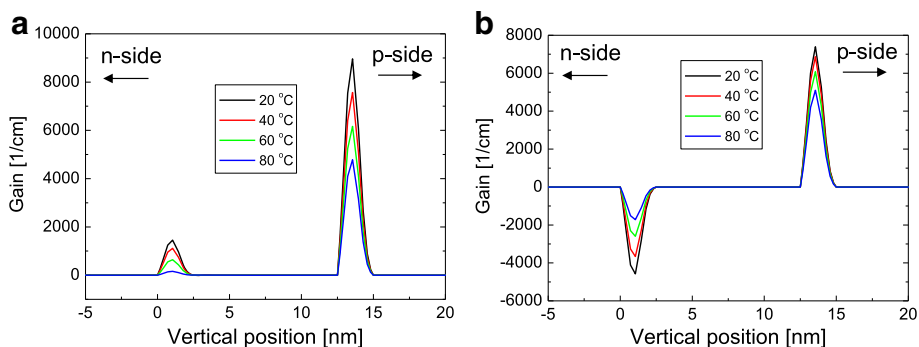 a
n-side
p-side
20 °C
40 °C
60 °C
80 °C
Gain [1/cm]
10000
8000
6000
4000
2000
0
-5
0
5
10
15
20
Vertical position [nm]
b
n-side
p-side
20 °C
40 °C
60 °C
80 °C
Gain [1/cm]
8000
6000
4000
2000
0
-2000
-4000
-6000
-5
0
5
10
15
20
Vertical position [nm]